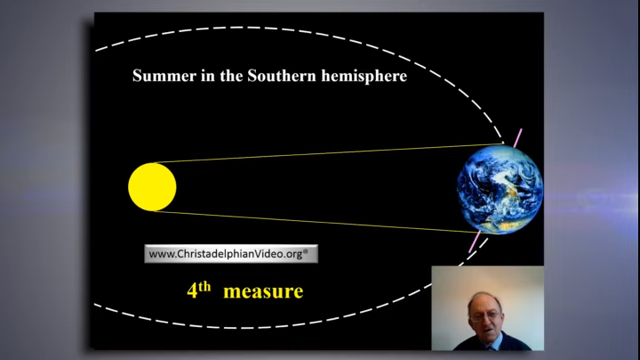 Summer in the Southern hemisphere
www.ChristadelphianVideo.org®
4th measure